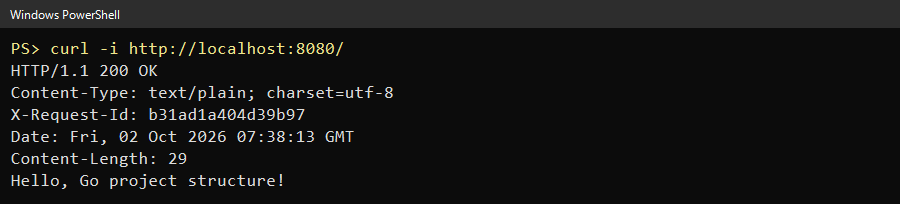 Windows PowerShell
PS> curl -i http://localhost:8080/
HTTP/1.1 200 OK
Content-Type: text/plain; charset=utf-8
X-Request-Id: b31ad1a404d39b97
Date: Fri, 02 Oct 2026 07:38:13 GMT
Content-Length: 29
Hello, Go project structure!